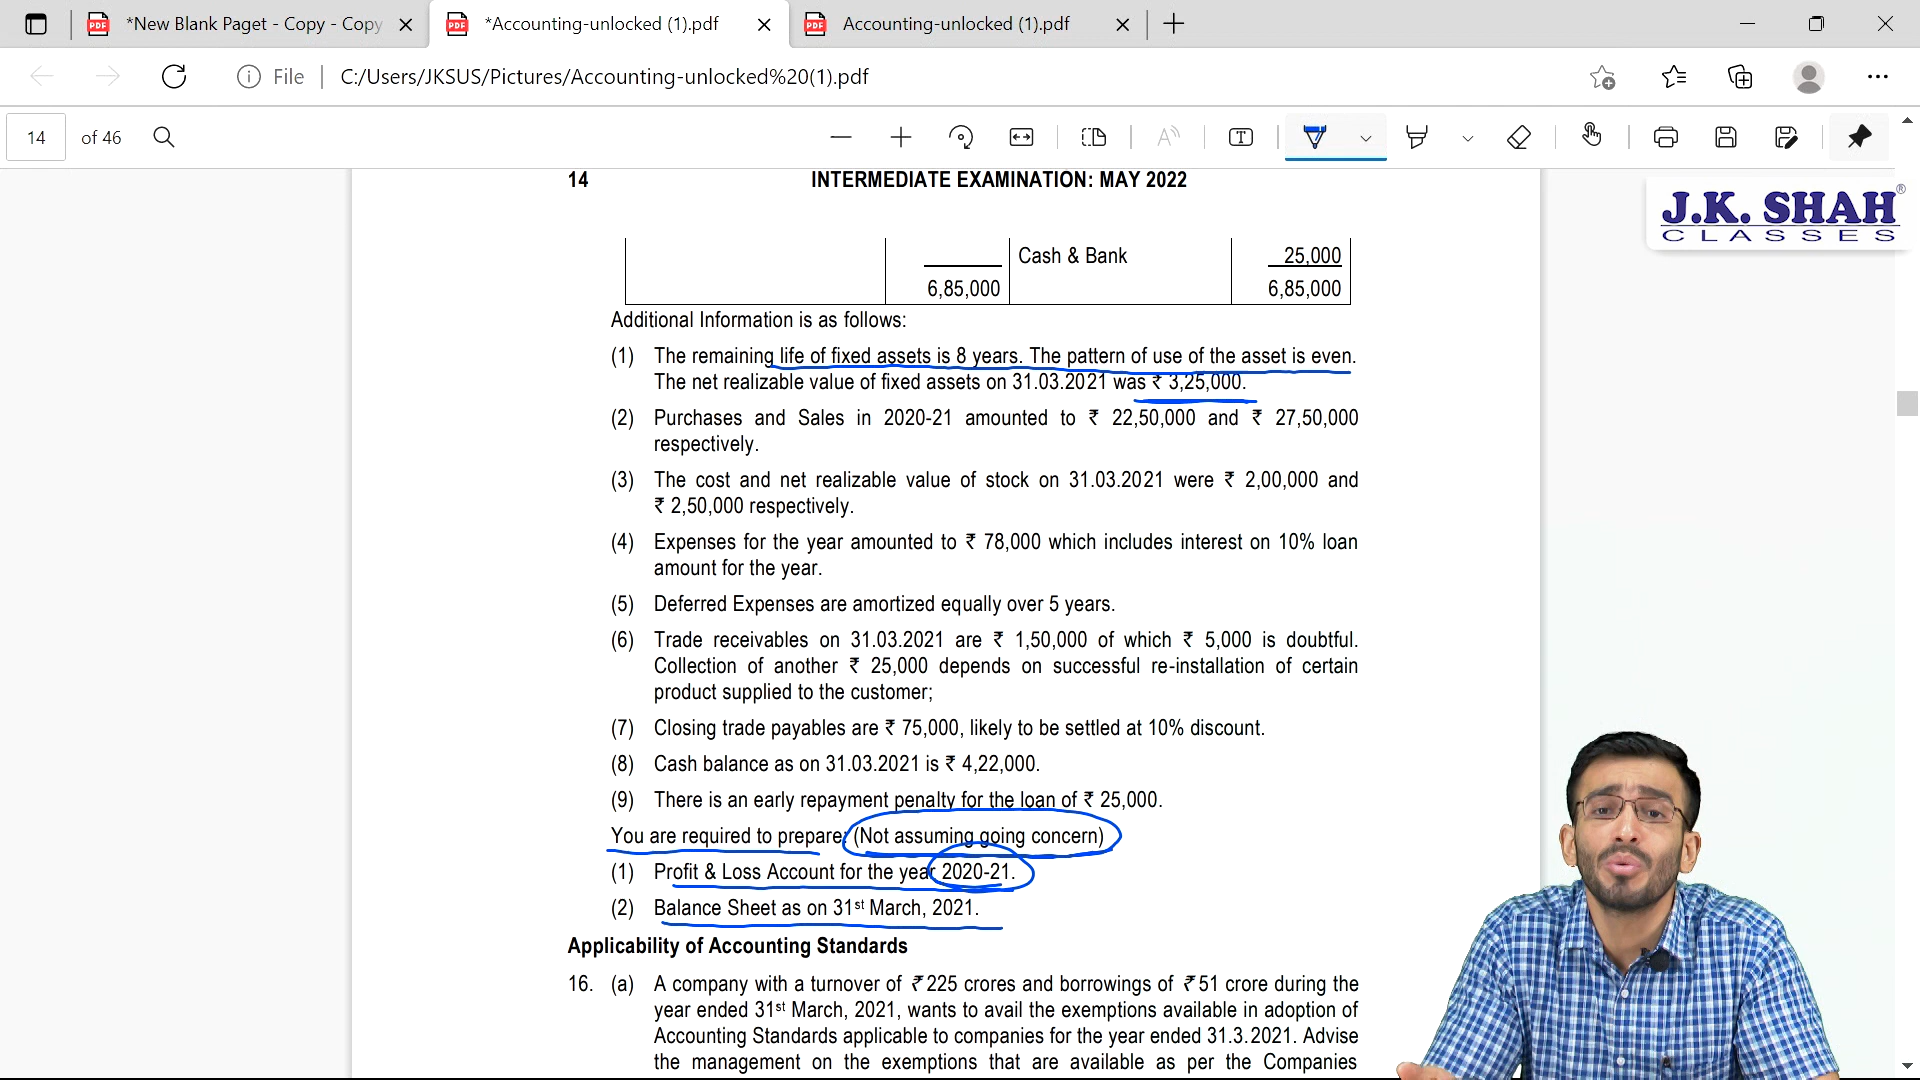 *New Blank Paget - Copy - Copy
*Accounting-unlocked (1).pdf
Accounting-unlocked (1).pdf
File
C:/Users/JKSUS/Pictures/Accounting-unlocked%20(1).pdf
14 of 46
14 INTERMEDIATE EXAMINATION: MAY 2022
J.K. SHAH®
CLASSES
Cash & Bank 25,000
6,85,000 6,85,000
Additional Information is as follows:
(1) The remaining life of fixed assets is 8 years. The pattern of use of the asset is even.
The net realizable value of fixed assets on 31.03.2021 was ₹ 3,25,000.
(2) Purchases and Sales in 2020-21 amounted to ₹ 22,50,000 and ₹ 27,50,000
respectively.
(3) The cost and net realizable value of stock on 31.03.2021 were ₹ 2,00,000 and
₹ 2,50,000 respectively.
(4) Expenses for the year amounted to ₹ 78,000 which includes interest on 10% loan
amount for the year.
(5) Deferred Expenses are amortized equally over 5 years.
(6) Trade receivables on 31.03.2021 are ₹ 1,50,000 of which ₹ 5,000 is doubtful.
Collection of another ₹ 25,000 depends on successful re-installation of certain
product supplied to the customer;
(7) Closing trade payables are ₹ 75,000, likely to be settled at 10% discount.
(8) Cash balance as on 31.03.2021 is ₹ 4,22,000.
(9) There is an early repayment penalty for the loan of ₹ 25,000.
You are required to prepare: (Not assuming going concern)
(1) Profit & Loss Account for the year 2020-21.
(2) Balance Sheet as on 31st March, 2021.
Applicability of Accounting Standards
16. (a) A company with a turnover of ₹ 225 crores and borrowings of ₹ 51 crore during the
year ended 31st March, 2021, wants to avail the exemptions available in adoption of
Accounting Standards applicable to companies for the year ended 31.3.2021. Advise
the management on the exemptions that are available as per the Companies